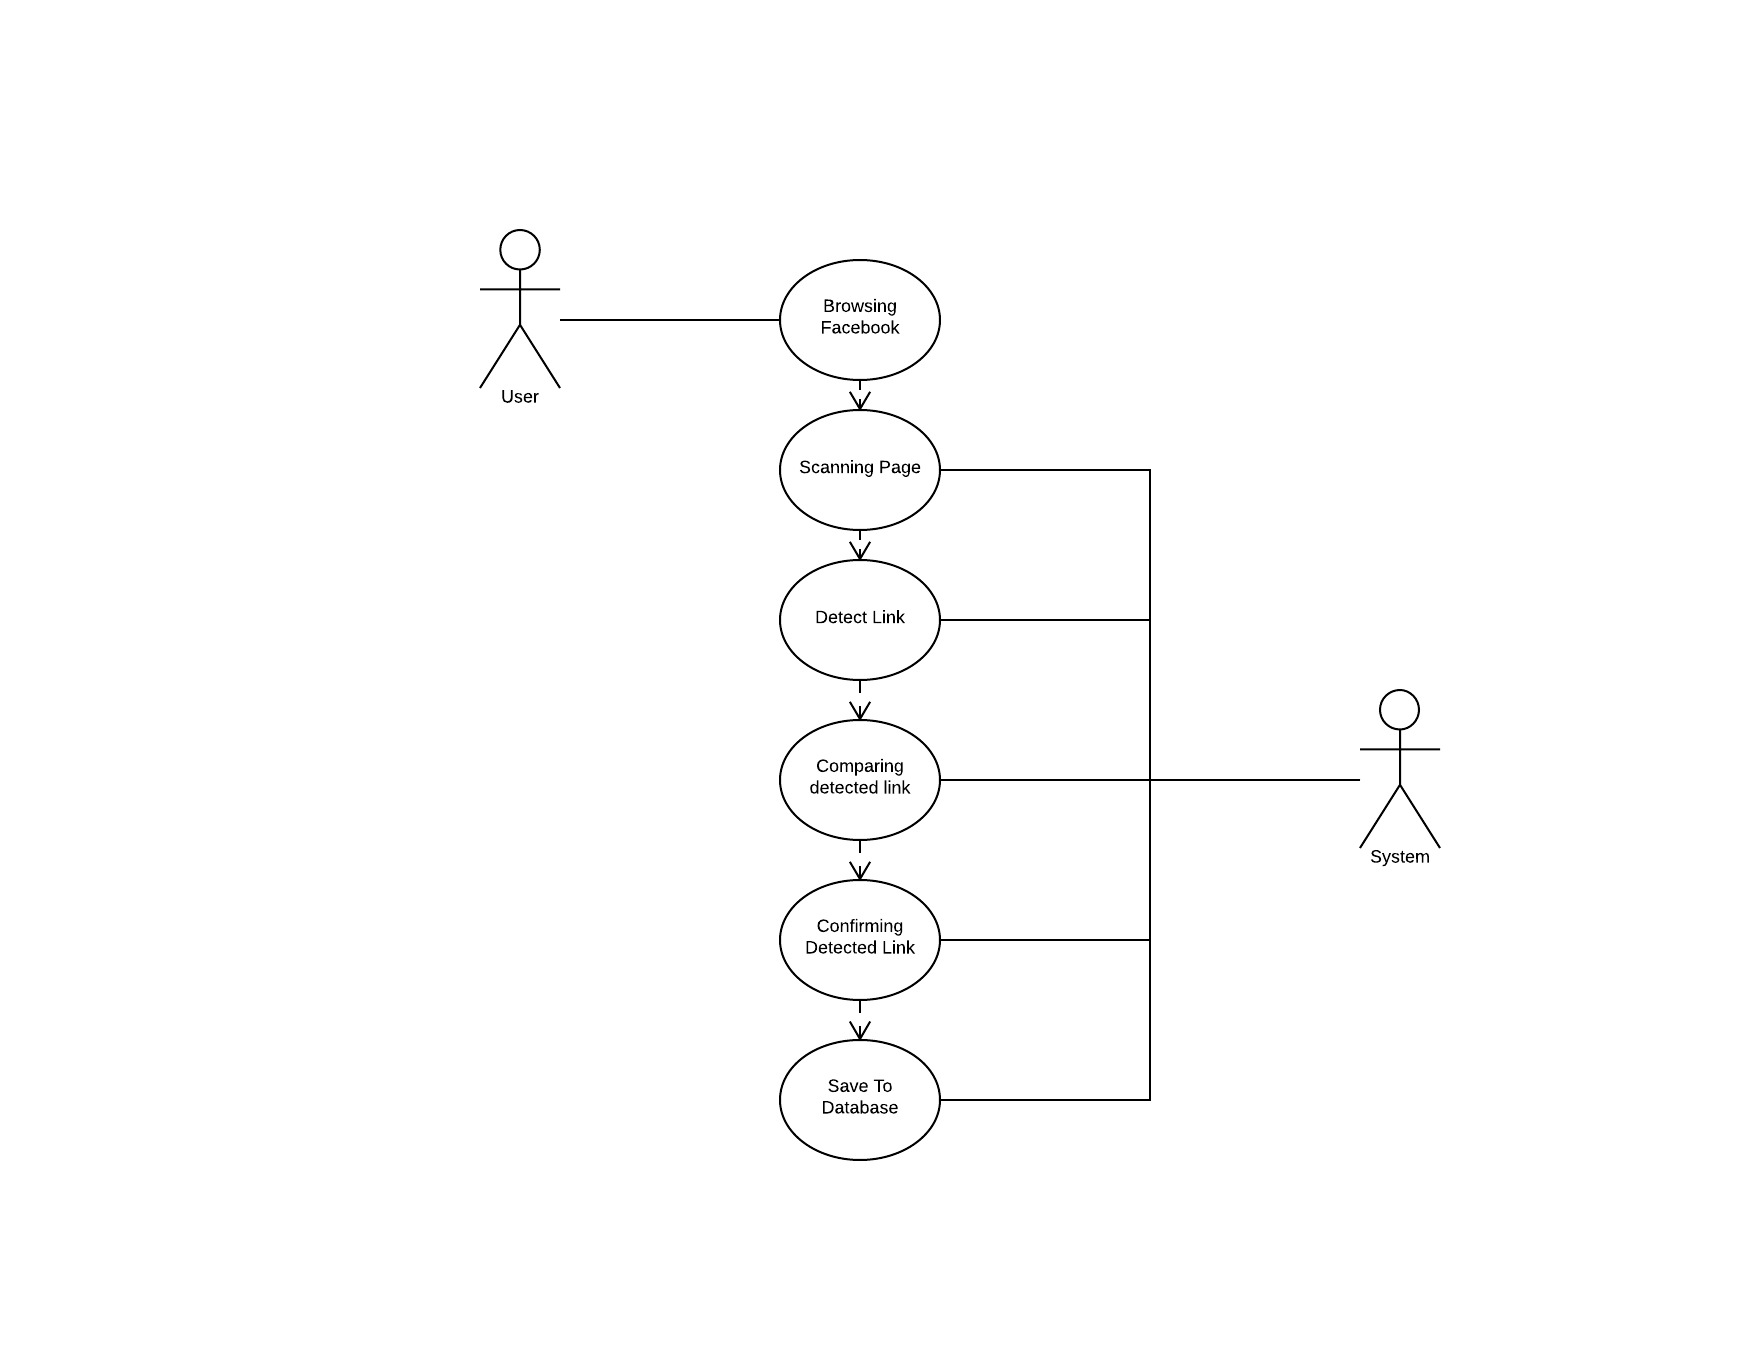 Browsing
Facebook
User
Scanning Page
Detect Link
Comparing
detected link
System
Confirming
Detected Link
Save To
Database